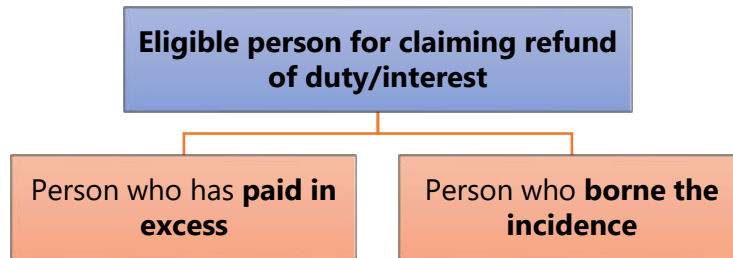 Eligible person for claiming refund
of duty/interest
Person who has paid in
excess
Person who borne the
incidence